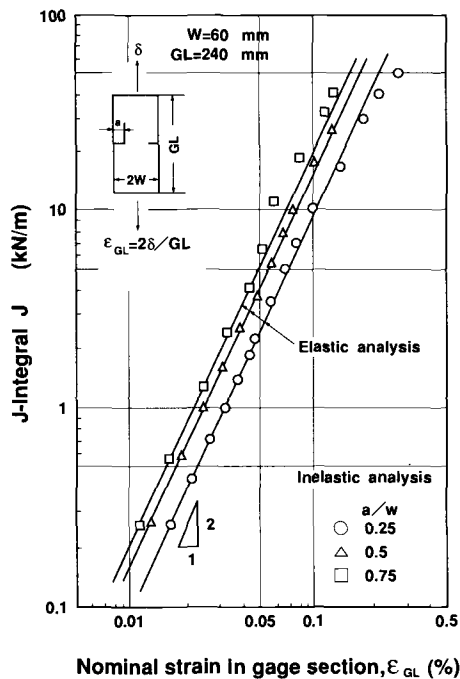 100
W=60 mm
GL=240 mm
δ
a
GL
2W
ε_GL=2δ/GL
10
J-Integral J (kN/m)
Elastic analysis
1
Inelastic analysis
a/w
○ 0.25
△ 0.5
□ 0.75
2
1
0.1
0.01 0.05 0.1 0.5
Nominal strain in gage section, ε_GL (%)